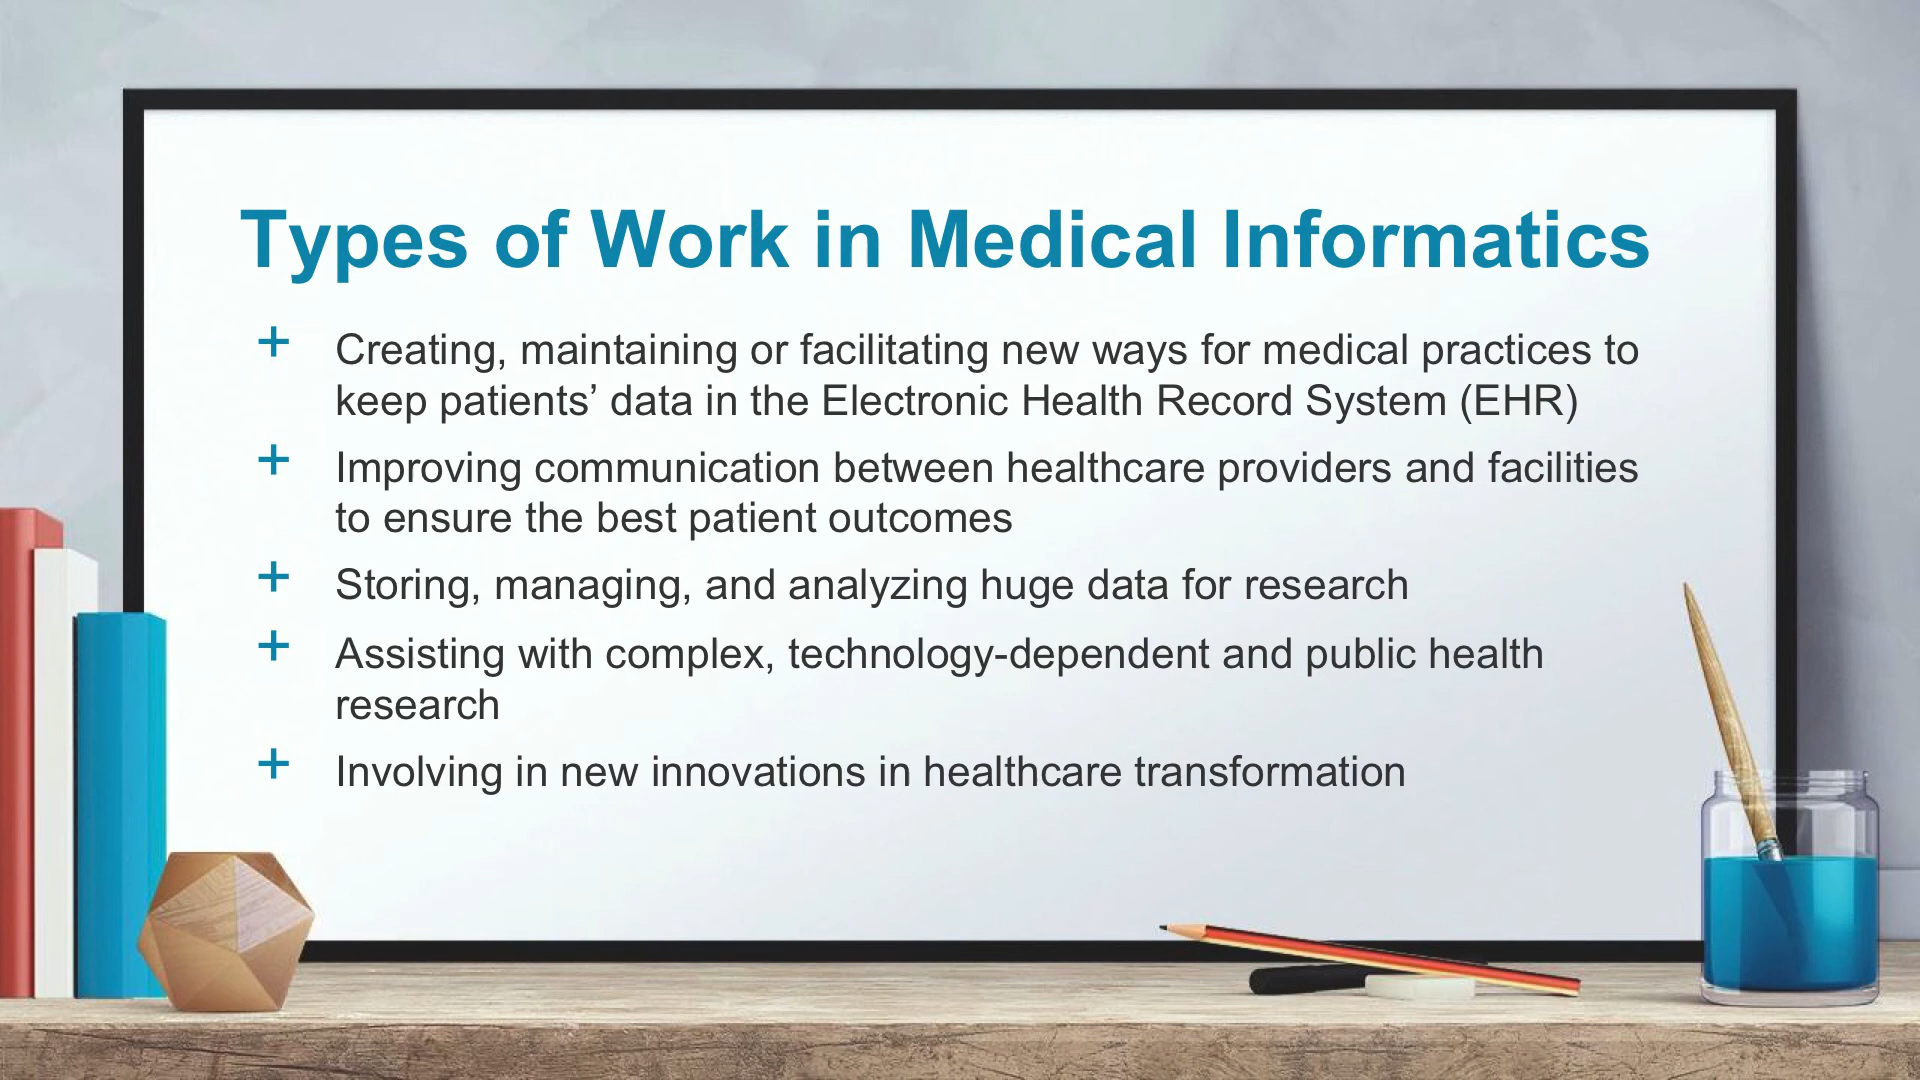 Types of Work in Medical Informatics
+ Creating, maintaining or facilitating new ways for medical practices to
keep patients’ data in the Electronic Health Record System (EHR)
+ Improving communication between healthcare providers and facilities
to ensure the best patient outcomes
+ Storing, managing, and analyzing huge data for research
+ Assisting with complex, technology-dependent and public health
research
+ Involving in new innovations in healthcare transformation